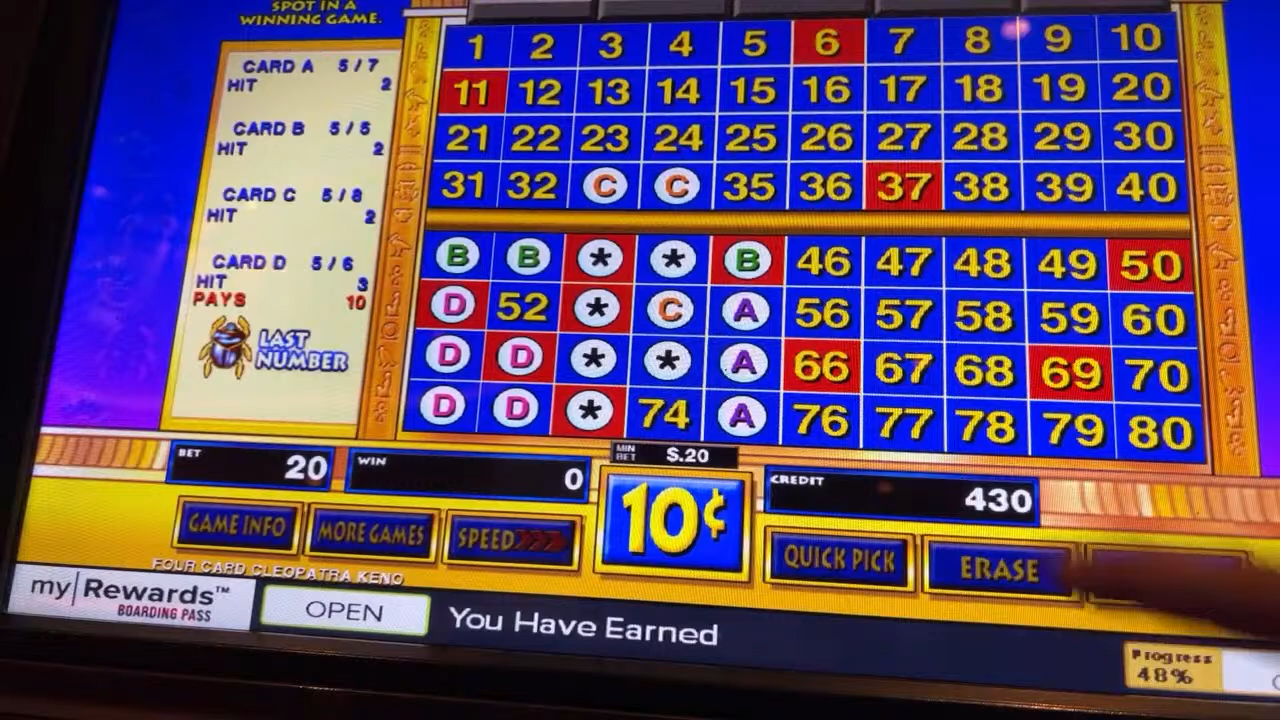 SPOT IN A
WINNING GAME.
CARD A 5/7
HIT 2
CARD B 5/5
HIT 2
CARD C 5/8
HIT 2
CARD D 5/6
HIT 3
PAYS 10
LAST
NUMBER
1 2 3 4 5 6 7 8 9 10
11 12 13 14 15 16 17 18 19 20
21 22 23 24 25 26 27 28 29 30
31 32 C C 35 36 37 38 39 40
B B * * B 46 47 48 49 50
D 52 * C A 56 57 58 59 60
D D * * A 66 67 68 69 70
D D * 74 A 76 77 78 79 80
BET 20
WIN 0
MIN BET $.20
10¢
CREDIT 430
GAME INFO
MORE GAMES
SPEED
QUICK PICK
ERASE
FOUR CARD CLEOPATRA KENO
my|Rewards™
BOARDING PASS
OPEN
You Have Earned
Progress
48%